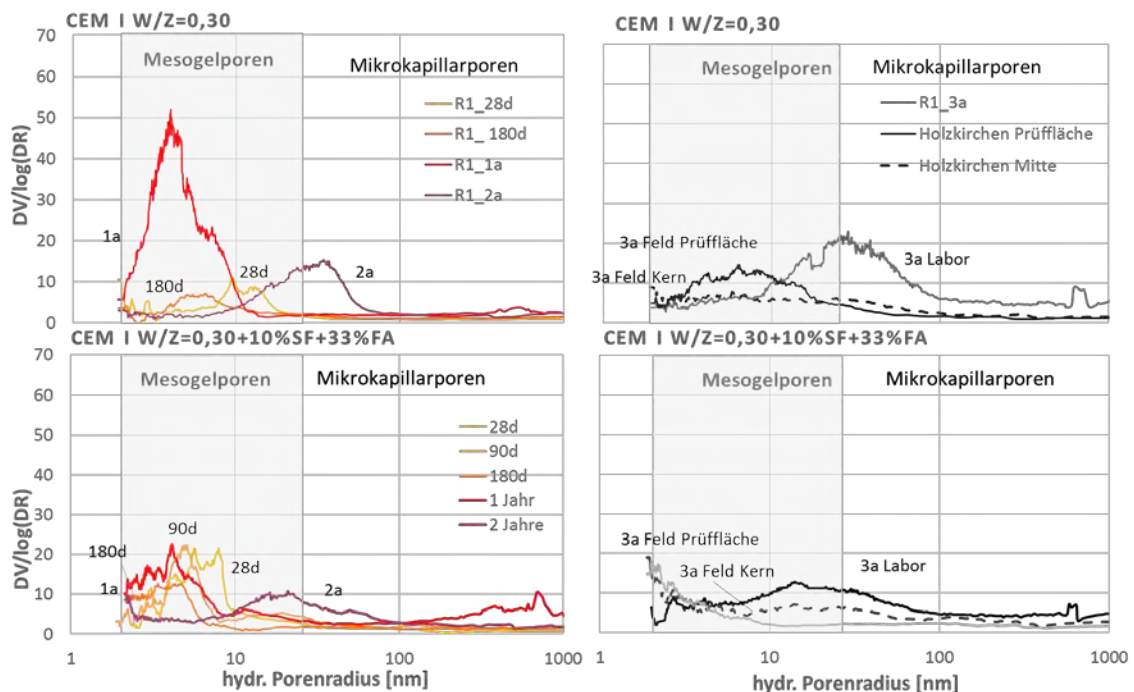 CEM I W/Z=0,30
70
60
50
40
30
20
10
0
DV/log(DR)
Mesogelporen
Mikrokapillarporen
R1_28d
R1_ 180d
R1_1a
R1_2a
1a
180d
28d
2a
CEM I W/Z=0,30
Mesogelporen
Mikrokapillarporen
R1_3a
Holzkirchen Prüffläche
Holzkirchen Mitte
3a Feld Prüffläche
3a Feld Kern
3a Labor
CEM I W/Z=0,30+10%SF+33%FA
70
60
50
40
30
20
10
0
DV/log(DR)
Mesogelporen
Mikrokapillarporen
28d
90d
180d
1 Jahr
2 Jahre
90d
180d
28d
1a
2a
1
10
100
1000
hydr. Porenradius [nm]
CEM I W/Z=0,30+10%SF+33%FA
Mesogelporen
Mikrokapillarporen
3a Feld Prüffläche
3a Feld Kern
3a Labor
1
10
100
1000
hydr. Porenradius [nm]